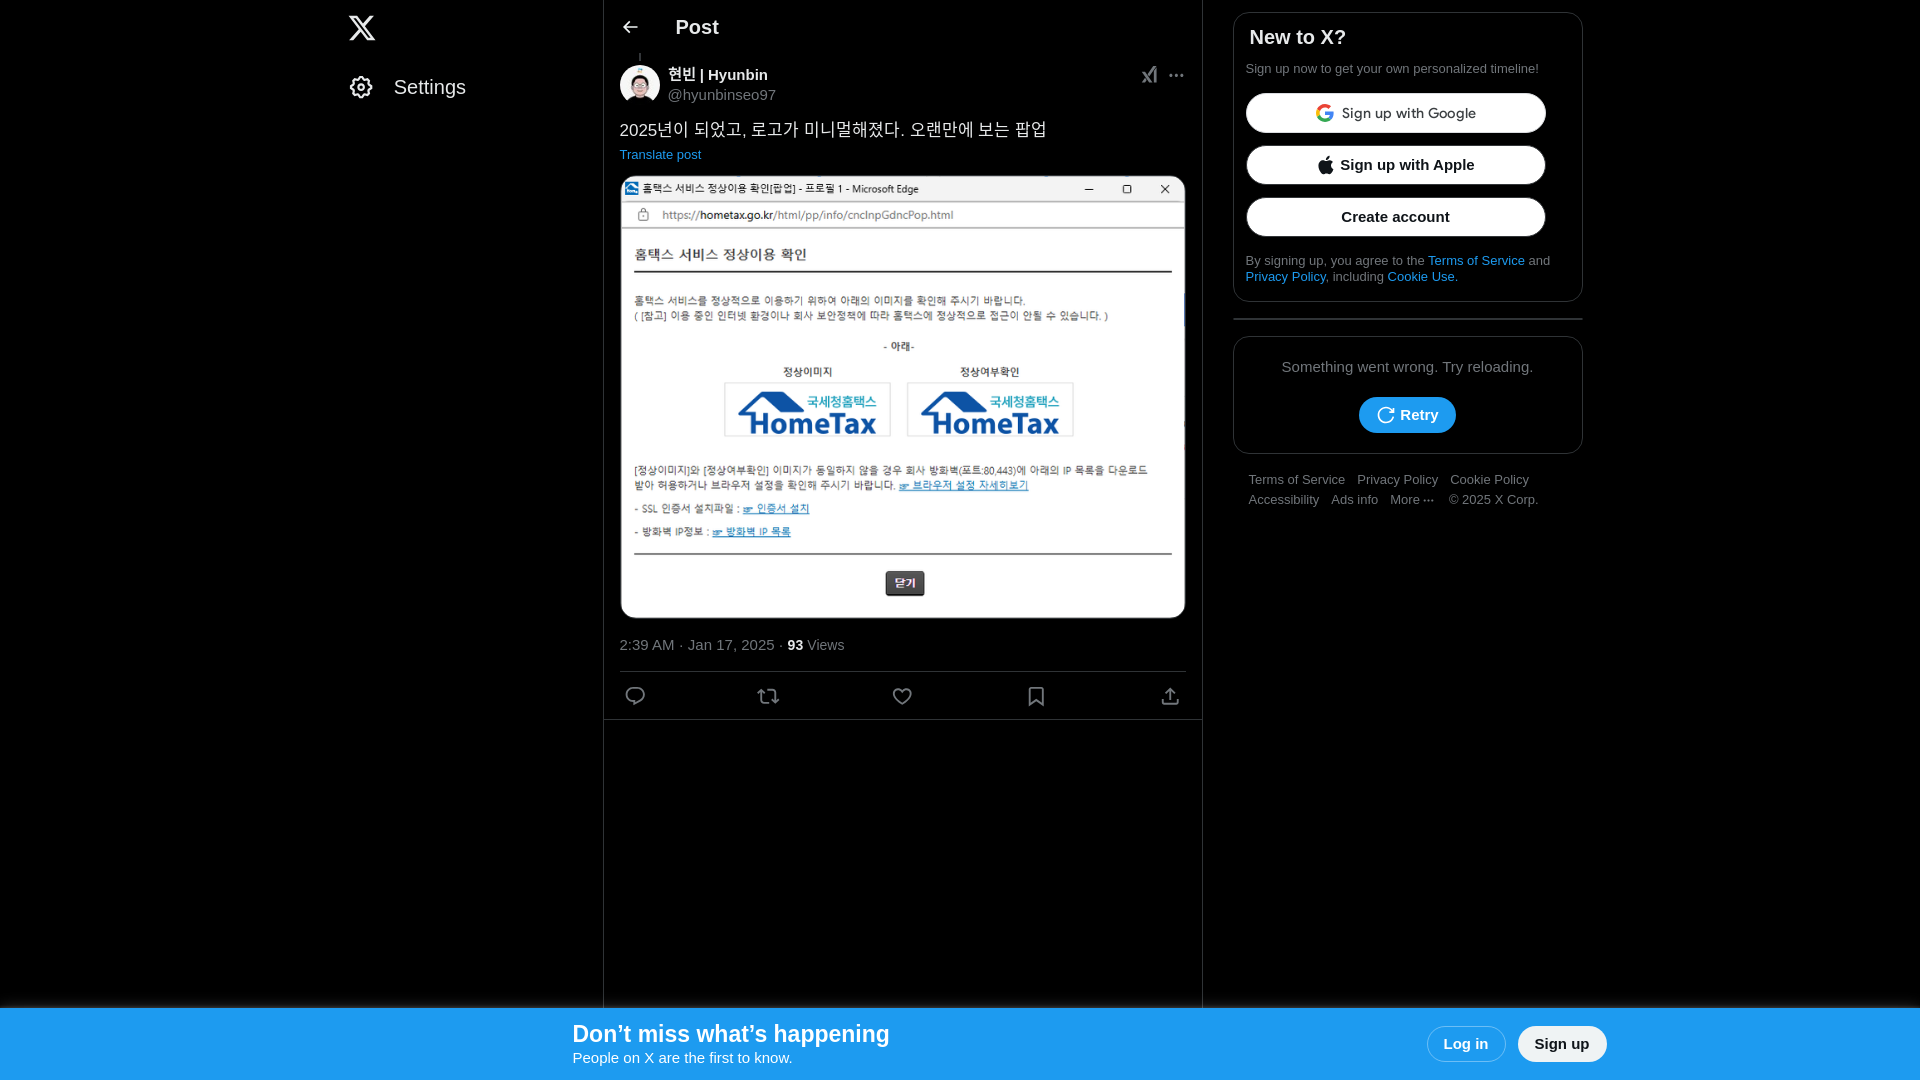 Settings
Post
현빈 | Hyunbin
@hyunbinseo97
2025년이 되었고, 로고가 미니멀해졌다. 오랜만에 보는 팝업
Translate post
홈택스 서비스 정상이용 확인[팝업] - 프로필 1 - Microsoft Edge
https://hometax.go.kr/html/pp/info/cnclnpGdncPop.html
홈택스 서비스 정상이용 확인
홈택스 서비스를 정상적으로 이용하기 위하여 아래의 이미지를 확인해 주시기 바랍니다.
( [참고] 이용 중인 인터넷 환경이나 회사 보안정책에 따라 홈택스에 정상적으로 접근이 안될 수 있습니다. )
- 아래-
정상이미지 정상여부확인
국세청홈택스 국세청홈택스
HomeTax HomeTax
[정상이미지]와 [정상여부확인] 이미지가 동일하지 않을 경우 회사 방화벽(포트:80,443)에 아래의 IP 목록을 다운로드
받아 허용하거나 브라우저 설정을 확인해 주시기 바랍니다. ☞ 브라우저 설정 자세히보기
- SSL 인증서 설치파일 : ☞ 인증서 설치
- 방화벽 IP정보 : ☞ 방화벽 IP 목록
닫기
2:39 AM · Jan 17, 2025 · 93 Views
New to X?
Sign up now to get your own personalized timeline!
Sign up with Google
Sign up with Apple
Create account
By signing up, you agree to the Terms of Service and
Privacy Policy, including Cookie Use.
Something went wrong. Try reloading.
Retry
Terms of Service Privacy Policy Cookie Policy
Accessibility Ads info More ··· © 2025 X Corp.
Don’t miss what’s happening
People on X are the first to know.
Log in
Sign up